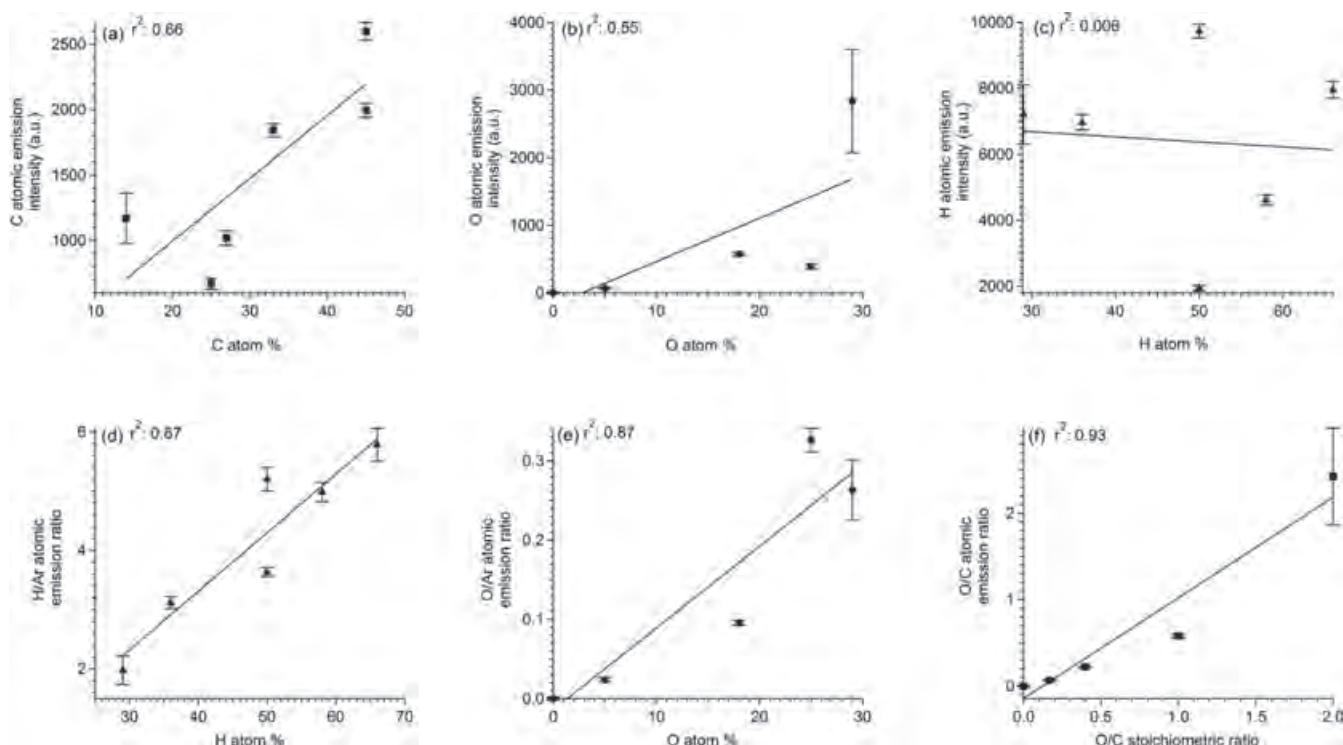 (a) r²: 0.66
C atomic emission
intensity (a.u.)
2500
2000
1500
1000
10 20 30 40 50
C atom %
(b) r²: 0.55
O atomic emission
intensity (a.u.)
4000
3000
2000
1000
0
0 10 20 30
O atom %
(c) r²: 0.008
H atomic emission
intensity (a.u.)
10000
8000
6000
4000
2000
30 40 50 60
H atom %
(d) r²: 0.87
H/Ar atomic
emission ratio
6
4
2
30 40 50 60 70
H atom %
(e) r²: 0.87
O/Ar atomic
emission ratio
0.3
0.2
0.1
0.0
0 10 20 30
O atom %
(f) r²: 0.93
O/C atomic
emission ratio
2
1
0
0.0 0.5 1.0 1.5 2.0
O/C stoichiometric ratio